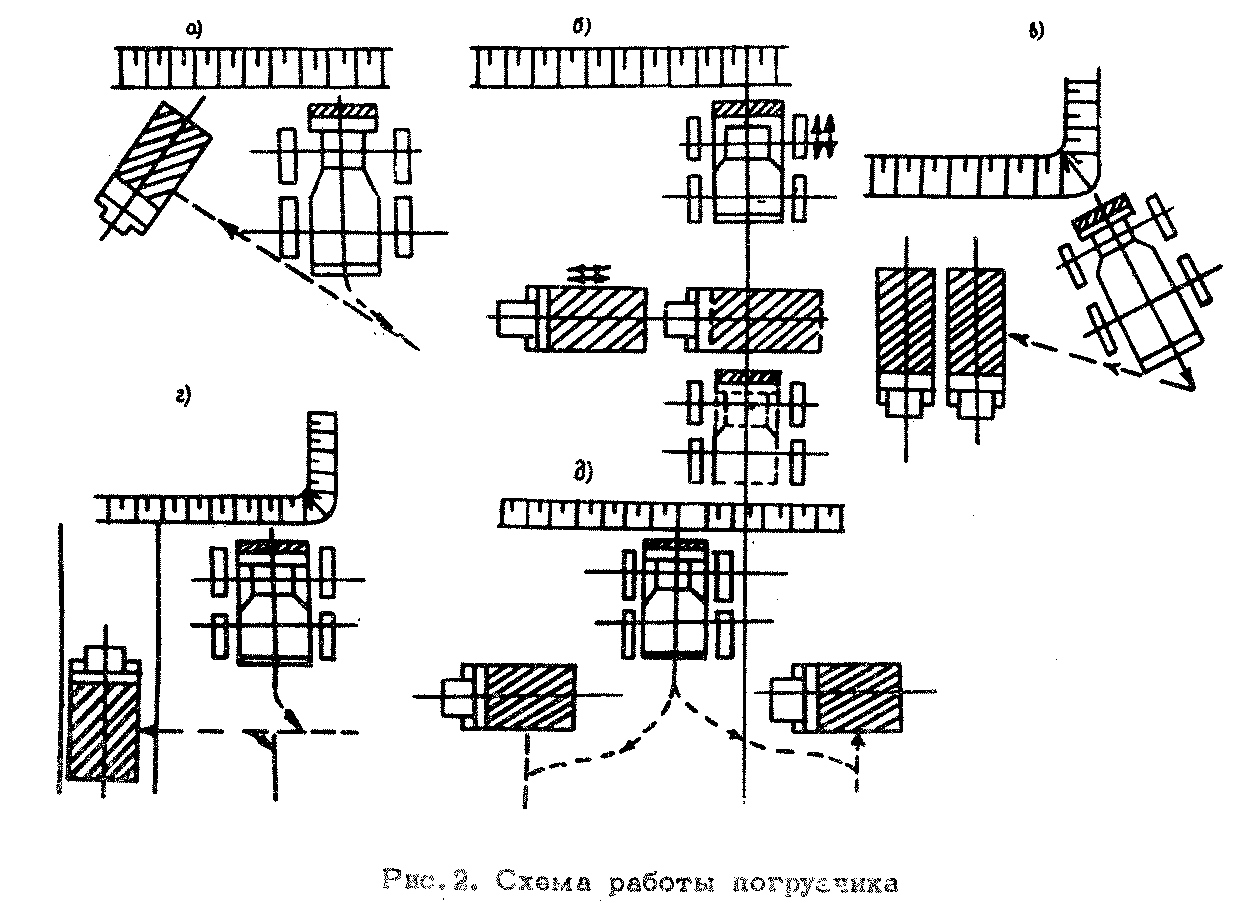 а)
б)
в)
г)
д)
Рис.2. Схема работы погрузчика